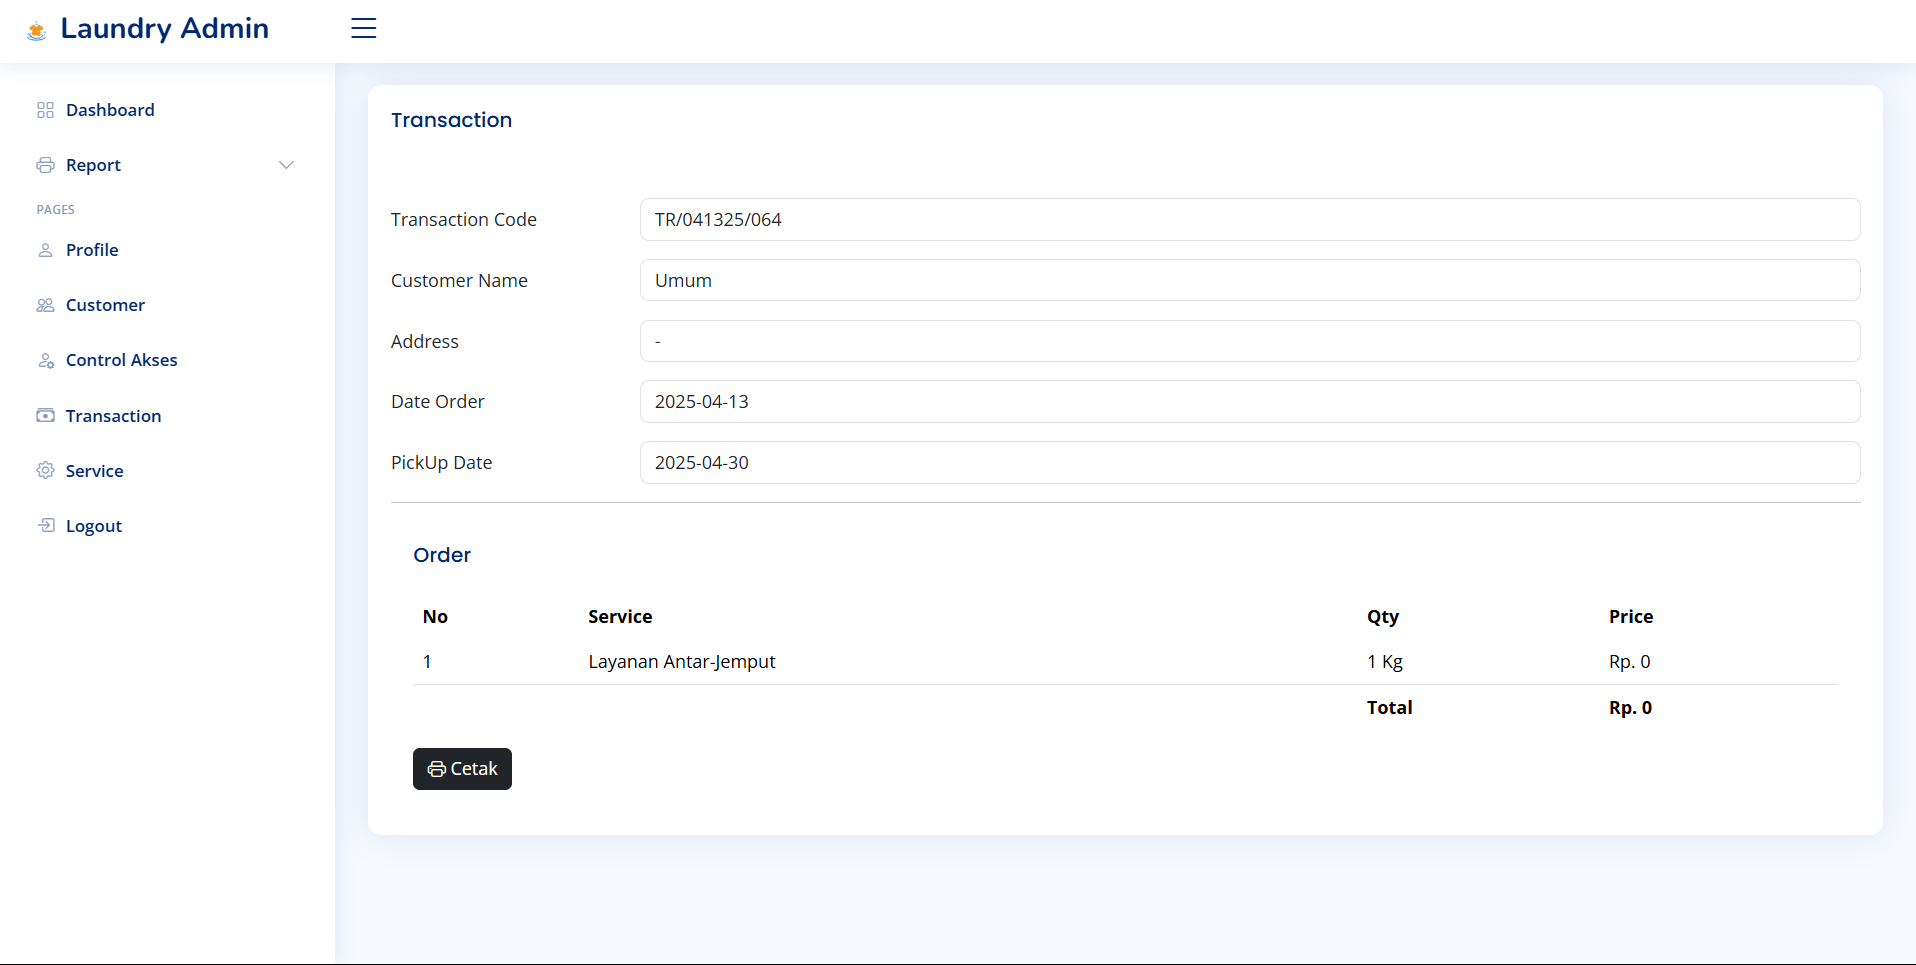 Laundry Admin
Dashboard
Report
PAGES
Profile
Customer
Control Akses
Transaction
Service
Logout
Transaction
Transaction Code TR/041325/064
Customer Name Umum
Address -
Date Order 2025-04-13
PickUp Date 2025-04-30
Order
No Service Qty Price
1 Layanan Antar-Jemput 1 Kg Rp. 0
Total Rp. 0
Cetak